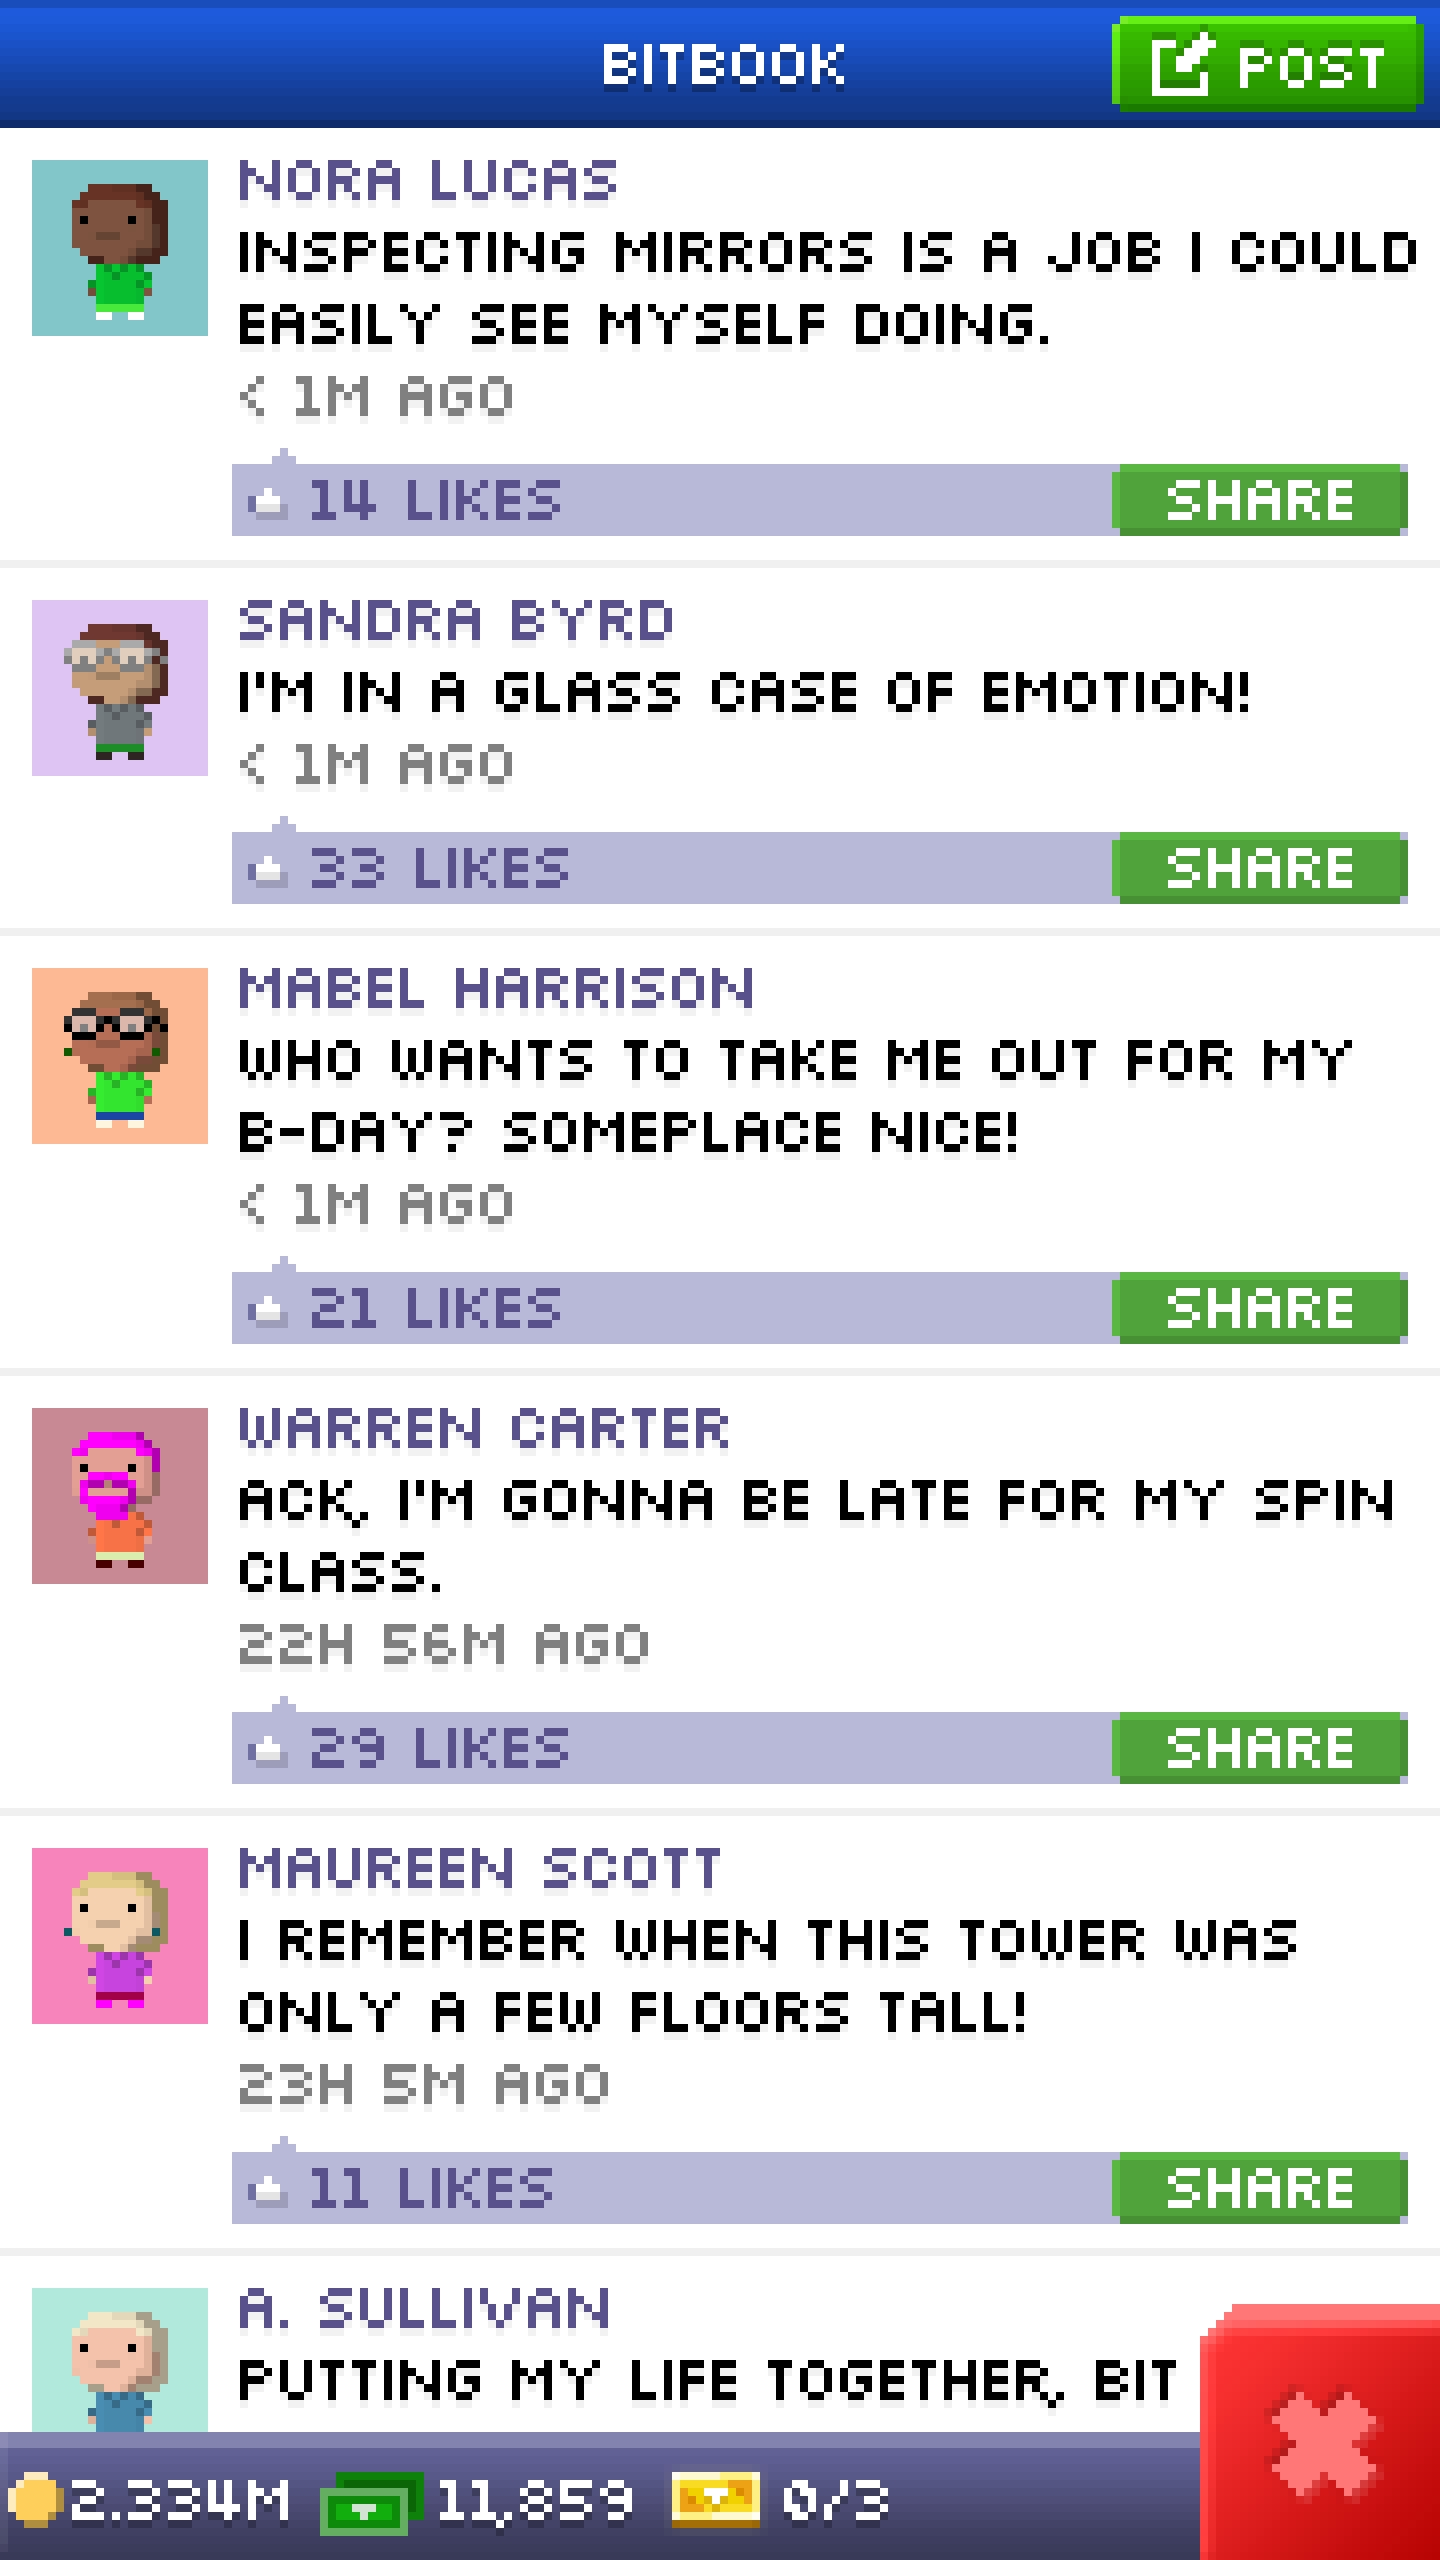 BITBOOK
POST
NORA LUCAS
INSPECTING MIRRORS IS A JOB I COULD
EASILY SEE MYSELF DOING.
< 1M AGO
14 LIKES
SHARE
SANDRA BYRD
I'M IN A GLASS CASE OF EMOTION!
< 1M AGO
33 LIKES
SHARE
MABEL HARRISON
WHO WANTS TO TAKE ME OUT FOR MY
B-DAY? SOMEPLACE NICE!
< 1M AGO
21 LIKES
SHARE
WARREN CARTER
ACK, I'M GONNA BE LATE FOR MY SPIN
CLASS.
22H 56M AGO
29 LIKES
SHARE
MAUREEN SCOTT
I REMEMBER WHEN THIS TOWER WAS
ONLY A FEW FLOORS TALL!
23H 5M AGO
11 LIKES
SHARE
A. SULLIVAN
PUTTING MY LIFE TOGETHER, BIT
2.334M
11,859
0/3